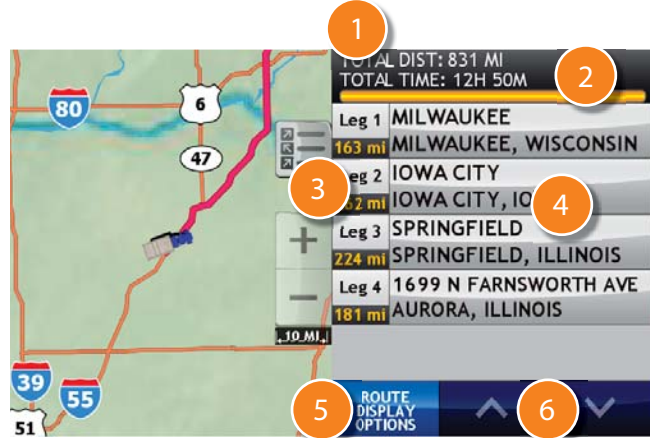 1
TOTAL DIST: 831 MI
TOTAL TIME: 12H 50M
2
80
6
47
3
10 MI.
39
55
51
Leg 1 MILWAUKEE
163 mi MILWAUKEE, WISCONSIN
Leg 2 IOWA CITY
62 mi IOWA CITY, IO
4
Leg 3 SPRINGFIELD
224 mi SPRINGFIELD, ILLINOIS
Leg 4 1699 N FARNSWORTH AVE
181 mi AURORA, ILLINOIS
5
ROUTE
DISPLAY
OPTIONS
6